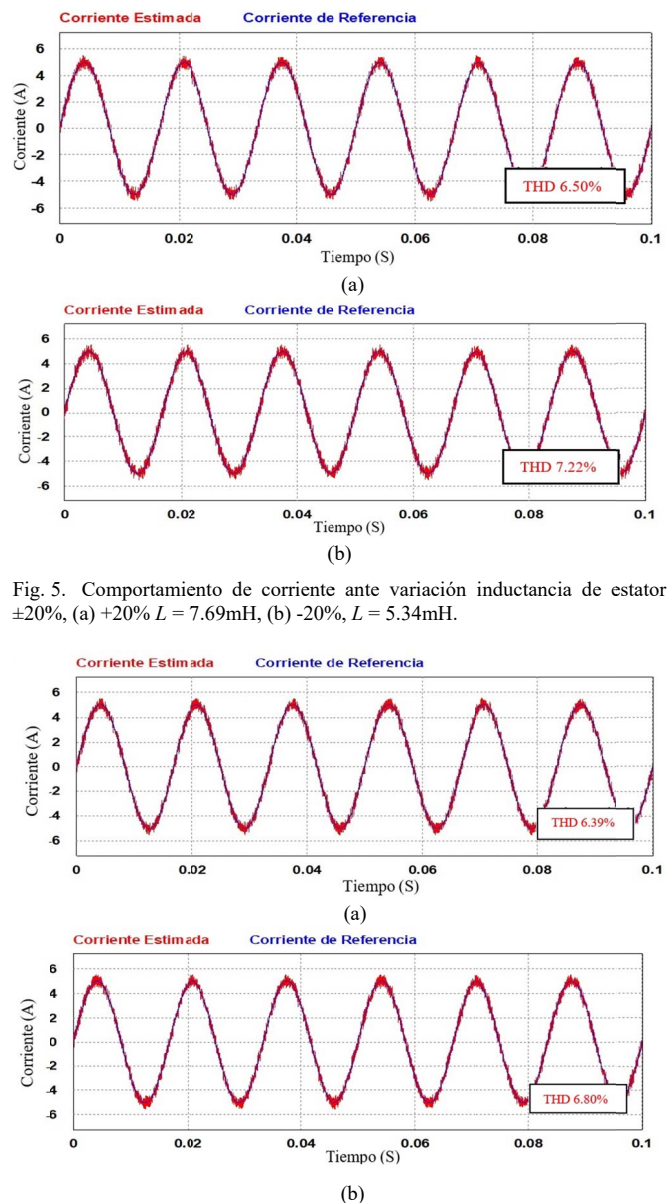 Corriente Estimada Corriente de Referencia
6
4
2
0
-2
-4
-6
Corriente (A)
THD 6.50%
0 0.02 0.04 0.06 0.08 0.1
Tiempo (S)
(a)
Corriente Estimada Corriente de Referencia
6
4
2
0
-2
-4
-6
Corriente (A)
THD 7.22%
0 0.02 0.04 0.06 0.08 0.1
Tiempo (S)
(b)
Fig. 5. Comportamiento de corriente ante variación inductancia de estator
±20%, (a) +20% L = 7.69mH, (b) -20%, L = 5.34mH.
Corriente Estimada Corriente de Referencia
6
4
2
0
-2
-4
-6
Corriente (A)
THD 6.39%
0 0.02 0.04 0.06 0.08 0.1
Tiempo (S)
(a)
Corriente Estimada Corriente de Referencia
6
4
2
0
-2
-4
-6
Corriente (A)
THD 6.80%
0 0.02 0.04 0.06 0.08 0.1
Tiempo (S)
(b)